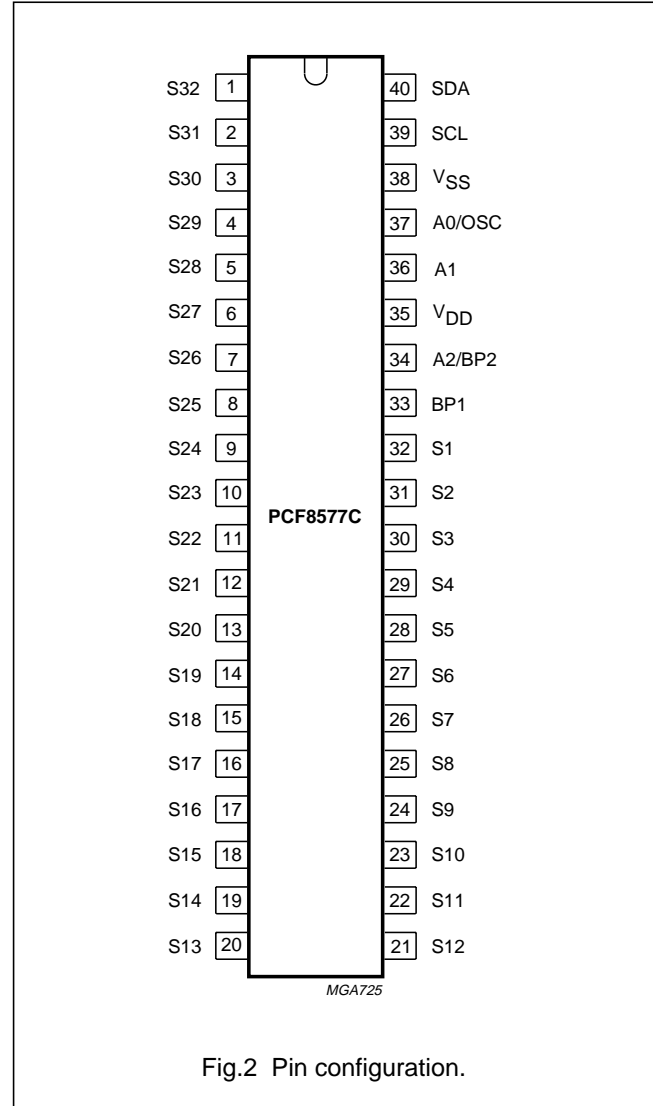 S32 1 40 SDA
S31 2 39 SCL
S30 3 38 VSS
S29 4 37 A0/OSC
S28 5 36 A1
S27 6 35 VDD
S26 7 34 A2/BP2
S25 8 33 BP1
S24 9 32 S1
S23 10 31 S2
PCF8577C
S22 11 30 S3
S21 12 29 S4
S20 13 28 S5
S19 14 27 S6
S18 15 26 S7
S17 16 25 S8
S16 17 24 S9
S15 18 23 S10
S14 19 22 S11
S13 20 21 S12
MGA725
Fig.2 Pin configuration.